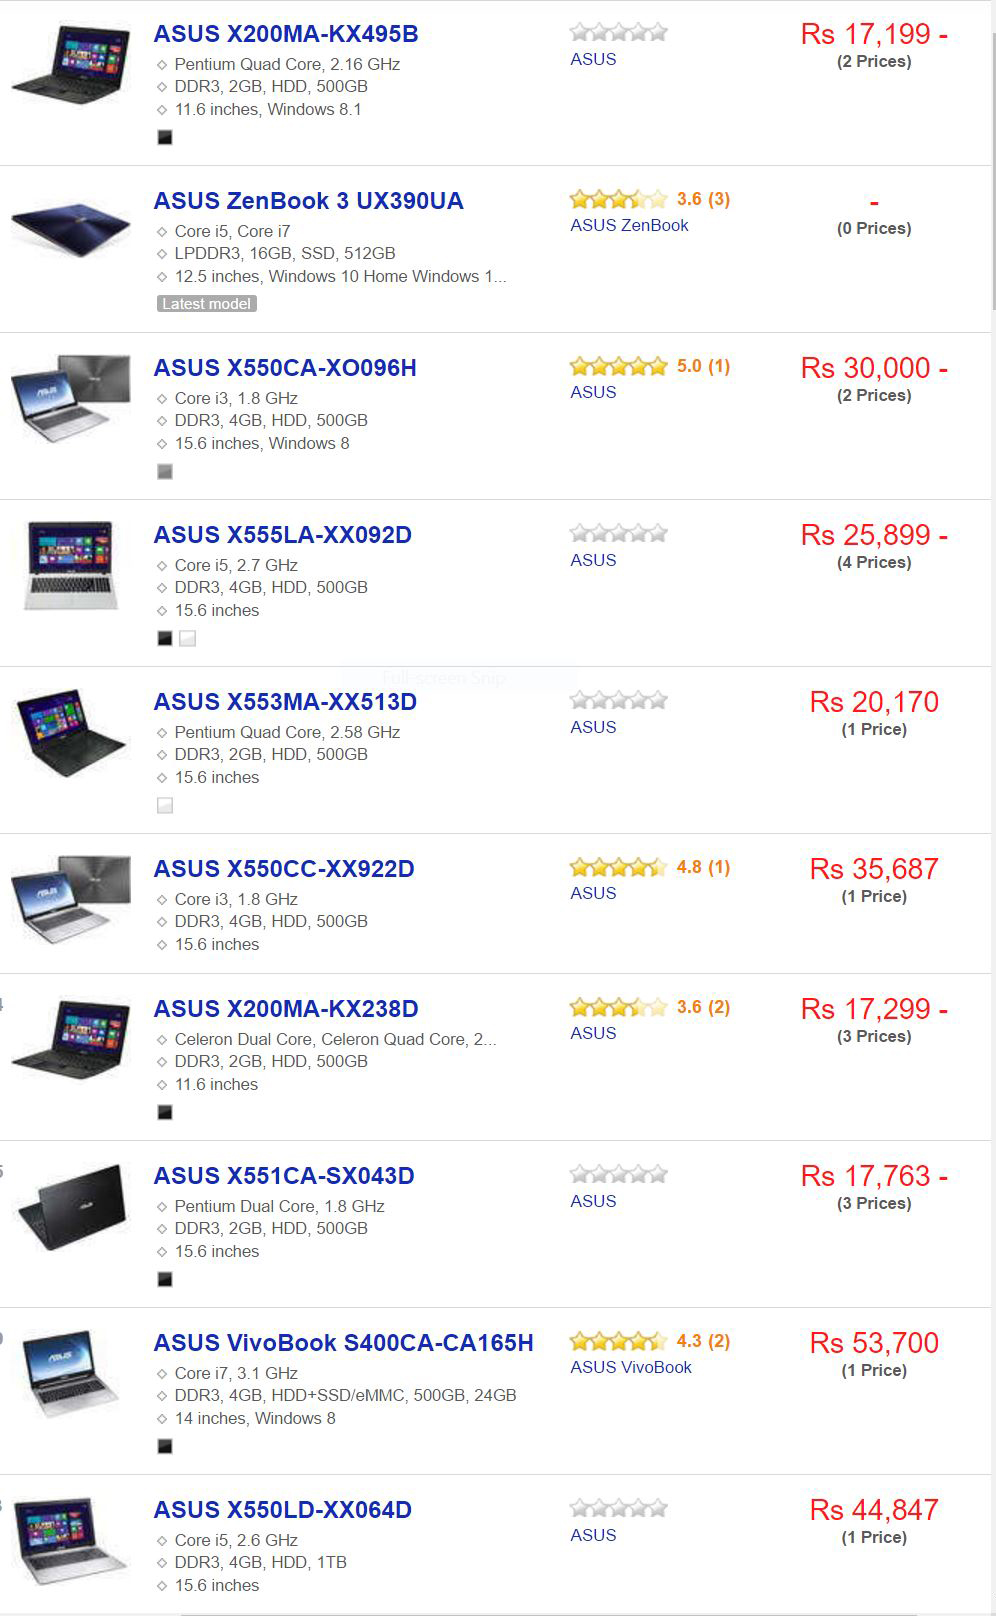 ASUS X200MA-KX495B
Pentium Quad Core, 2.16 GHz
DDR3, 2GB, HDD, 500GB
11.6 inches, Windows 8.1
ASUS
Rs 17,199 -
(2 Prices)
ASUS ZenBook 3 UX390UA
Core i5, Core i7
LPDDR3, 16GB, SSD, 512GB
12.5 inches, Windows 10 Home Windows 1...
Latest model
3.6 (3)
ASUS ZenBook
-
(0 Prices)
ASUS X550CA-XO096H
Core i3, 1.8 GHz
DDR3, 4GB, HDD, 500GB
15.6 inches, Windows 8
5.0 (1)
ASUS
Rs 30,000 -
(2 Prices)
ASUS X555LA-XX092D
Core i5, 2.7 GHz
DDR3, 4GB, HDD, 500GB
15.6 inches
ASUS
Rs 25,899 -
(4 Prices)
Full-screen Snip
ASUS X553MA-XX513D
Pentium Quad Core, 2.58 GHz
DDR3, 2GB, HDD, 500GB
15.6 inches
ASUS
Rs 20,170
(1 Price)
ASUS X550CC-XX922D
Core i3, 1.8 GHz
DDR3, 4GB, HDD, 500GB
15.6 inches
4.8 (1)
ASUS
Rs 35,687
(1 Price)
ASUS X200MA-KX238D
Celeron Dual Core, Celeron Quad Core, 2...
DDR3, 2GB, HDD, 500GB
11.6 inches
3.6 (2)
ASUS
Rs 17,299 -
(3 Prices)
ASUS X551CA-SX043D
Pentium Dual Core, 1.8 GHz
DDR3, 2GB, HDD, 500GB
15.6 inches
ASUS
Rs 17,763 -
(3 Prices)
ASUS VivoBook S400CA-CA165H
Core i7, 3.1 GHz
DDR3, 4GB, HDD+SSD/eMMC, 500GB, 24GB
14 inches, Windows 8
4.3 (2)
ASUS VivoBook
Rs 53,700
(1 Price)
ASUS X550LD-XX064D
Core i5, 2.6 GHz
DDR3, 4GB, HDD, 1TB
15.6 inches
ASUS
Rs 44,847
(1 Price)